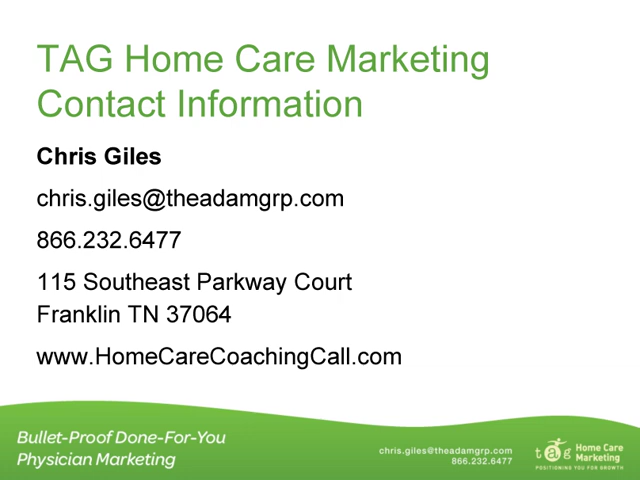 TAG Home Care Marketing
Contact Information
Chris Giles
chris.giles@theadamgrp.com
866.232.6477
115 Southeast Parkway Court
Franklin TN 37064
www.HomeCareCoachingCall.com
Bullet-Proof Done-For-You
Physician Marketing
chris.giles@theadamgrp.com
866.232.6477
tag Home Care
Marketing
POSITIONING YOU FOR GROWTH